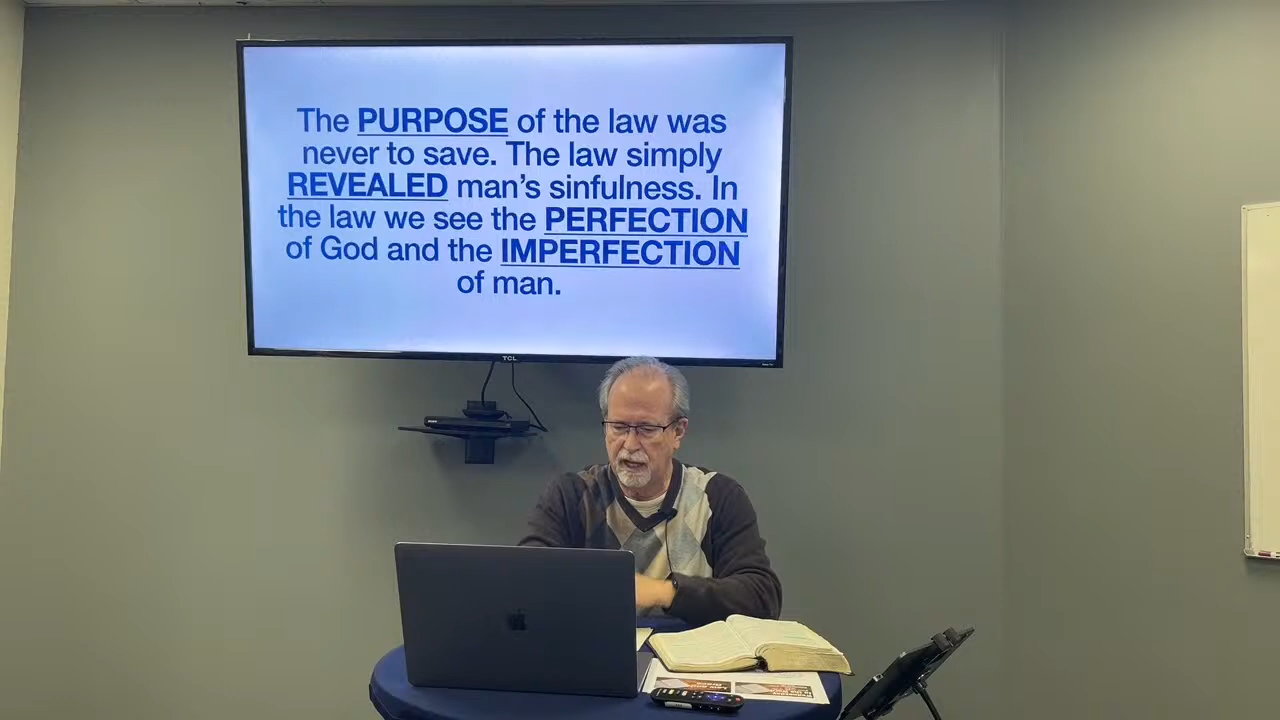 The PURPOSE of the law was
never to save. The law simply
REVEALED man's sinfulness. In
the law we see the PERFECTION
of God and the IMPERFECTION
of man.
TCL